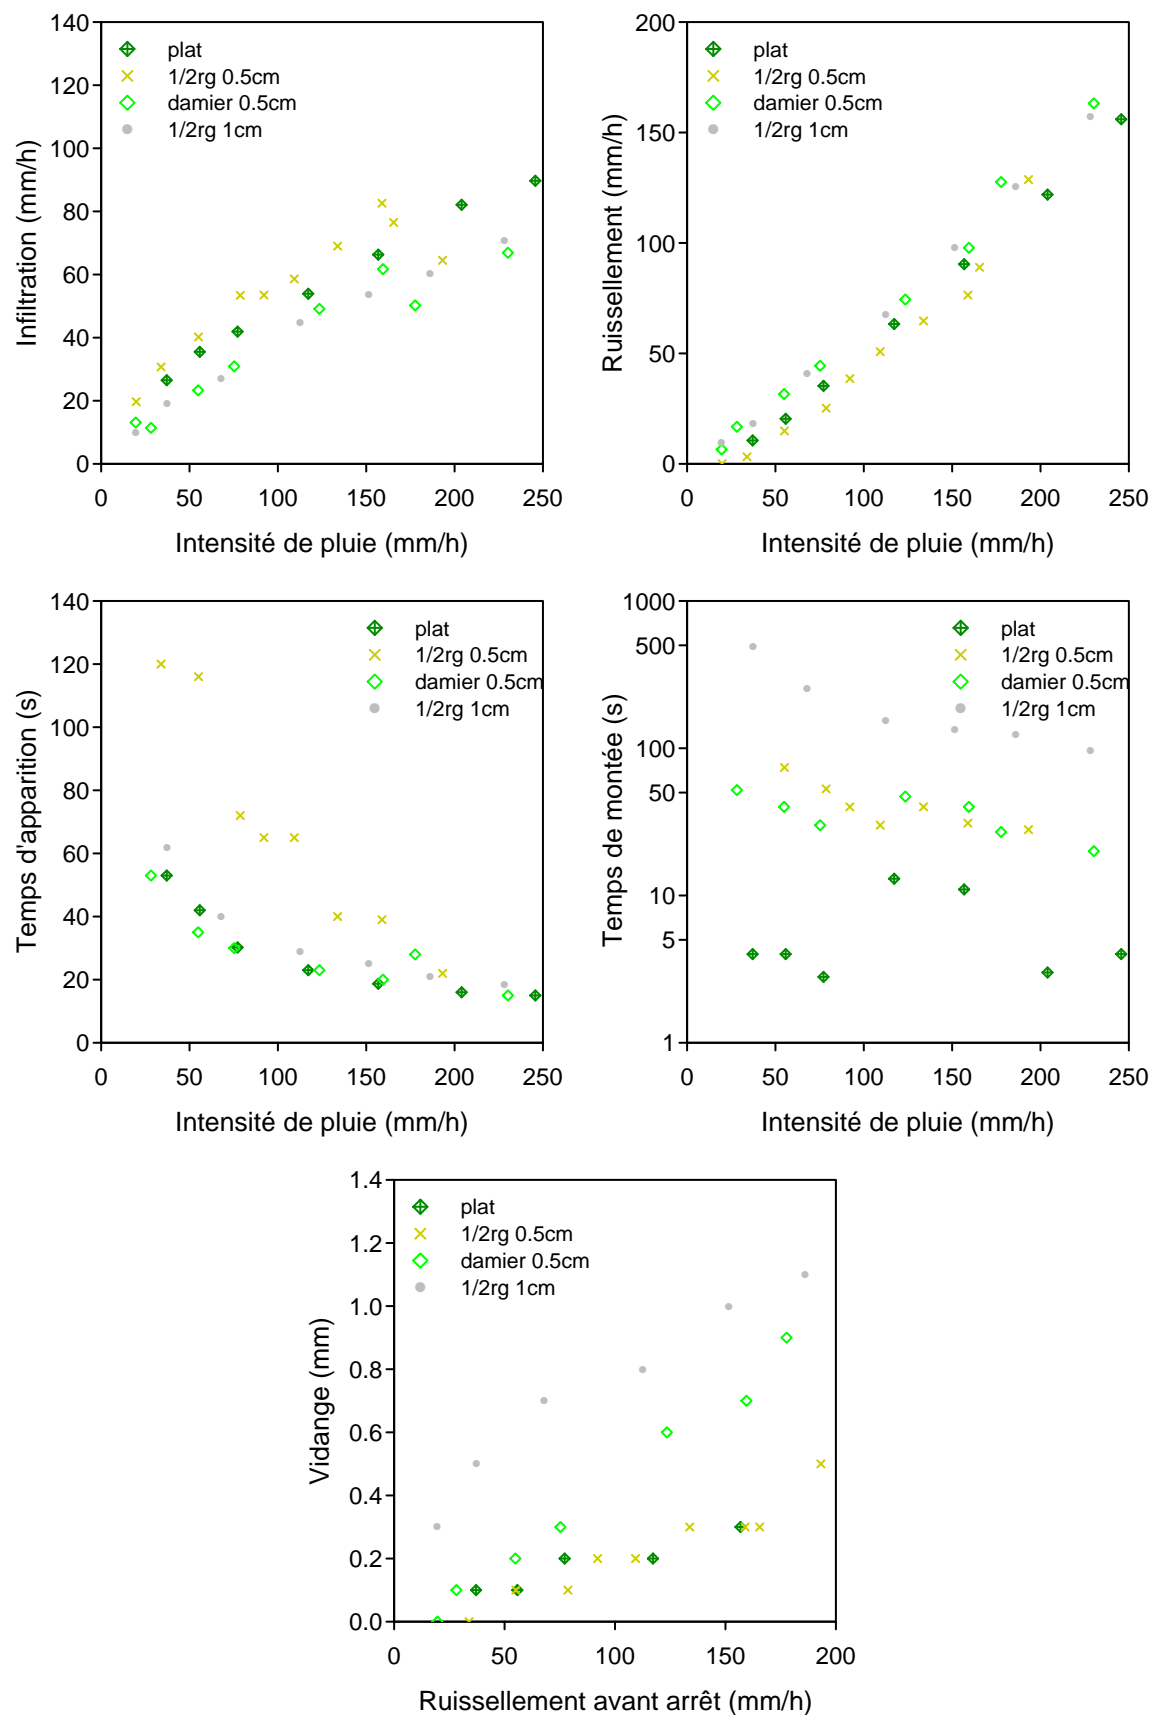 Infiltration (mm/h)
140
120
100
80
60
40
20
0
plat
1/2rg 0.5cm
damier 0.5cm
1/2rg 1cm
0 50 100 150 200 250
Intensité de pluie (mm/h)
Ruissellement (mm/h)
200
150
100
50
0
plat
1/2rg 0.5cm
damier 0.5cm
1/2rg 1cm
0 50 100 150 200 250
Intensité de pluie (mm/h)
Temps d'apparition (s)
140
120
100
80
60
40
20
0
plat
1/2rg 0.5cm
damier 0.5cm
1/2rg 1cm
0 50 100 150 200 250
Intensité de pluie (mm/h)
Temps de montée (s)
1000
500
100
50
10
5
1
plat
1/2rg 0.5cm
damier 0.5cm
1/2rg 1cm
0 50 100 150 200 250
Intensité de pluie (mm/h)
Vidange (mm)
1.4
1.2
1.0
0.8
0.6
0.4
0.2
0.0
plat
1/2rg 0.5cm
damier 0.5cm
1/2rg 1cm
0 50 100 150 200
Ruissellement avant arrêt (mm/h)